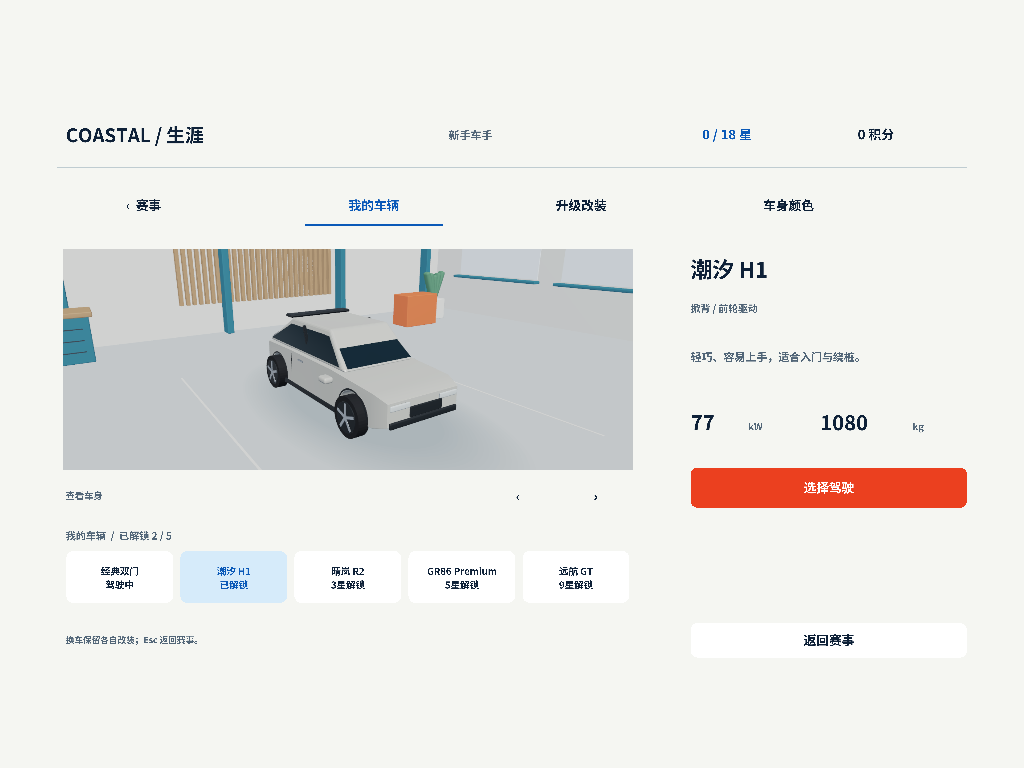 COASTAL / 生涯
新手车手
0 / 18 星
0 积分
‹ 赛事
我的车辆
升级改装
车身颜色
潮汐 H1
掀背 / 前轮驱动
轻巧、容易上手，适合入门与绕桩。
77 kW
1080 kg
选择驾驶
查看车身
‹ ›
我的车辆 / 已解锁 2 / 5
经典双门
驾驶中
潮汐 H1
已解锁
晴岚 R2
3星解锁
GR86 Premium
5星解锁
远航 GT
9星解锁
换车保留各自改装；Esc 返回赛事。
返回赛事